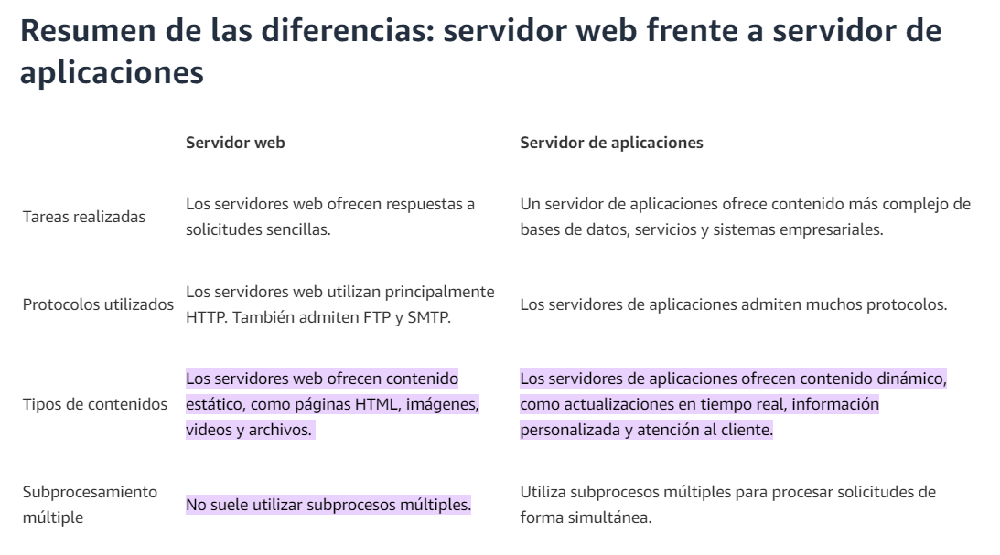 Resumen de las diferencias: servidor web frente a servidor de
aplicaciones
Servidor web
Servidor de aplicaciones
Tareas realizadas
Los servidores web ofrecen respuestas a
solicitudes sencillas.
Un servidor de aplicaciones ofrece contenido más complejo de
bases de datos, servicios y sistemas empresariales.
Protocolos utilizados
Los servidores web utilizan principalmente
HTTP. También admiten FTP y SMTP.
Los servidores de aplicaciones admiten muchos protocolos.
Tipos de contenidos
Los servidores web ofrecen contenido
estático, como páginas HTML, imágenes,
videos y archivos.
Los servidores de aplicaciones ofrecen contenido dinámico,
como actualizaciones en tiempo real, información
personalizada y atención al cliente.
Subprocesamiento
múltiple
No suele utilizar subprocesos múltiples.
Utiliza subprocesos múltiples para procesar solicitudes de
forma simultánea.